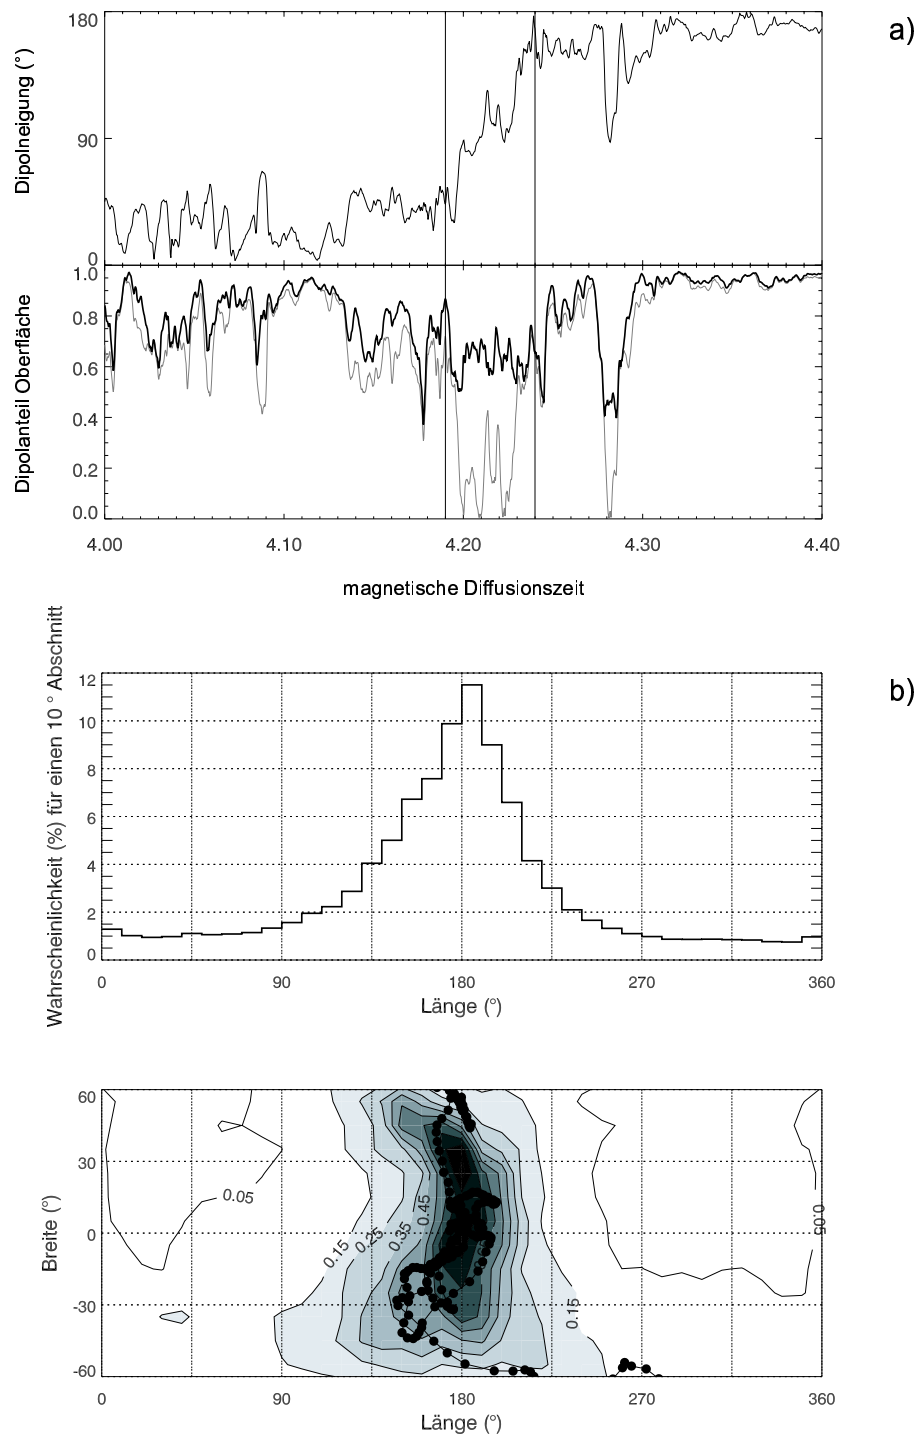 a)
180
90
0
Dipolneigung (°)
1.0
0.8
0.6
0.4
0.2
0.0
Dipolanteil Oberfläche
4.00 4.10 4.20 4.30 4.40
magnetische Diffusionszeit
b)
Wahrscheinlichkeit (%) für einen 10 ° Abschnitt
12
10
8
6
4
2
0
0 90 180 270 360
Länge (°)
60
30
0
-30
-60
Breite (°)
0.05
0.15
0.25
0.35
0.45
0.15
0.05
0 90 180 270 360
Länge (°)